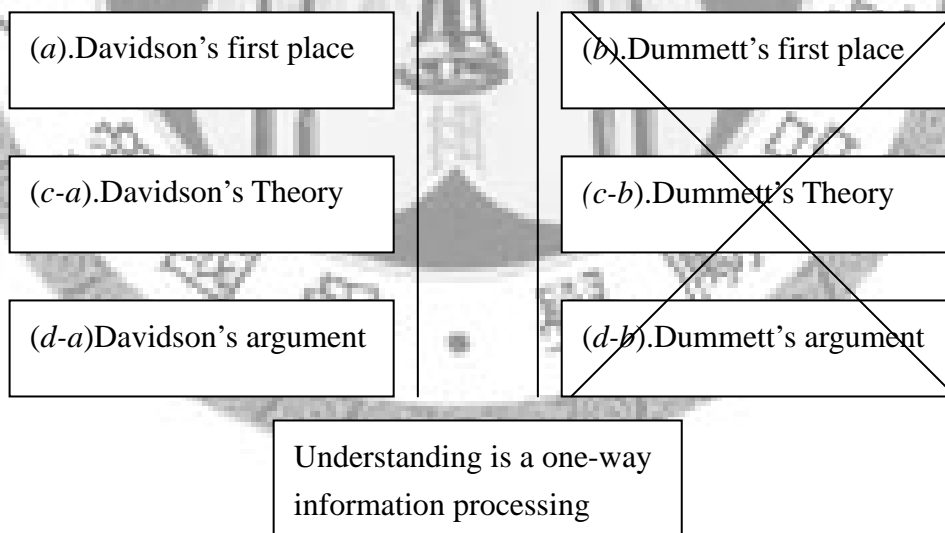 (a).Davidson’s first place
(b).Dummett’s first place
(c-a).Davidson’s Theory
(c-b).Dummett’s Theory
(d-a)Davidson’s argument
(d-b).Dummett’s argument
Understanding is a one-way
information processing